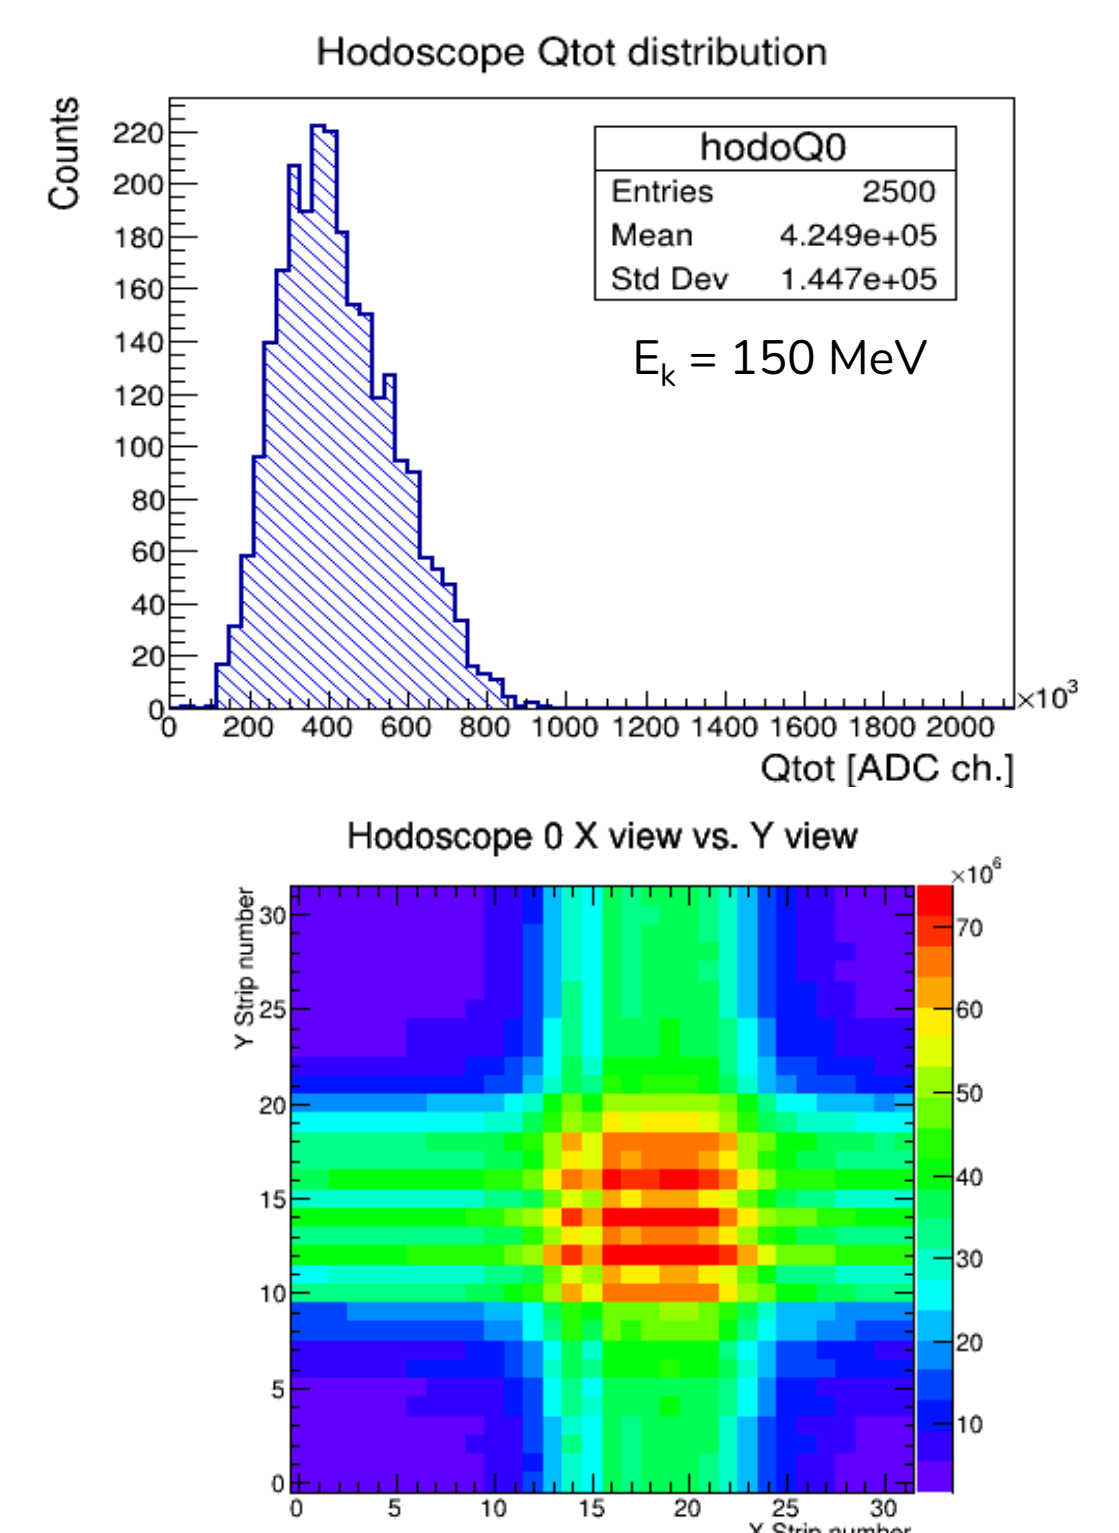 Hodoscope Qtot distribution
Counts
220
200
180
160
140
120
100
80
60
40
20
0
hodoQ0
Entries 2500
Mean 4.249e+05
Std Dev 1.447e+05
E_k = 150 MeV
0 200 400 600 800 1000 1200 1400 1600 1800 2000
×10³
Qtot [ADC ch.]
Hodoscope 0 X view vs. Y view
Y Strip number
30
25
20
15
10
5
0
×10⁶
70
60
50
40
30
20
10
0 5 10 15 20 25 30
X Strip number